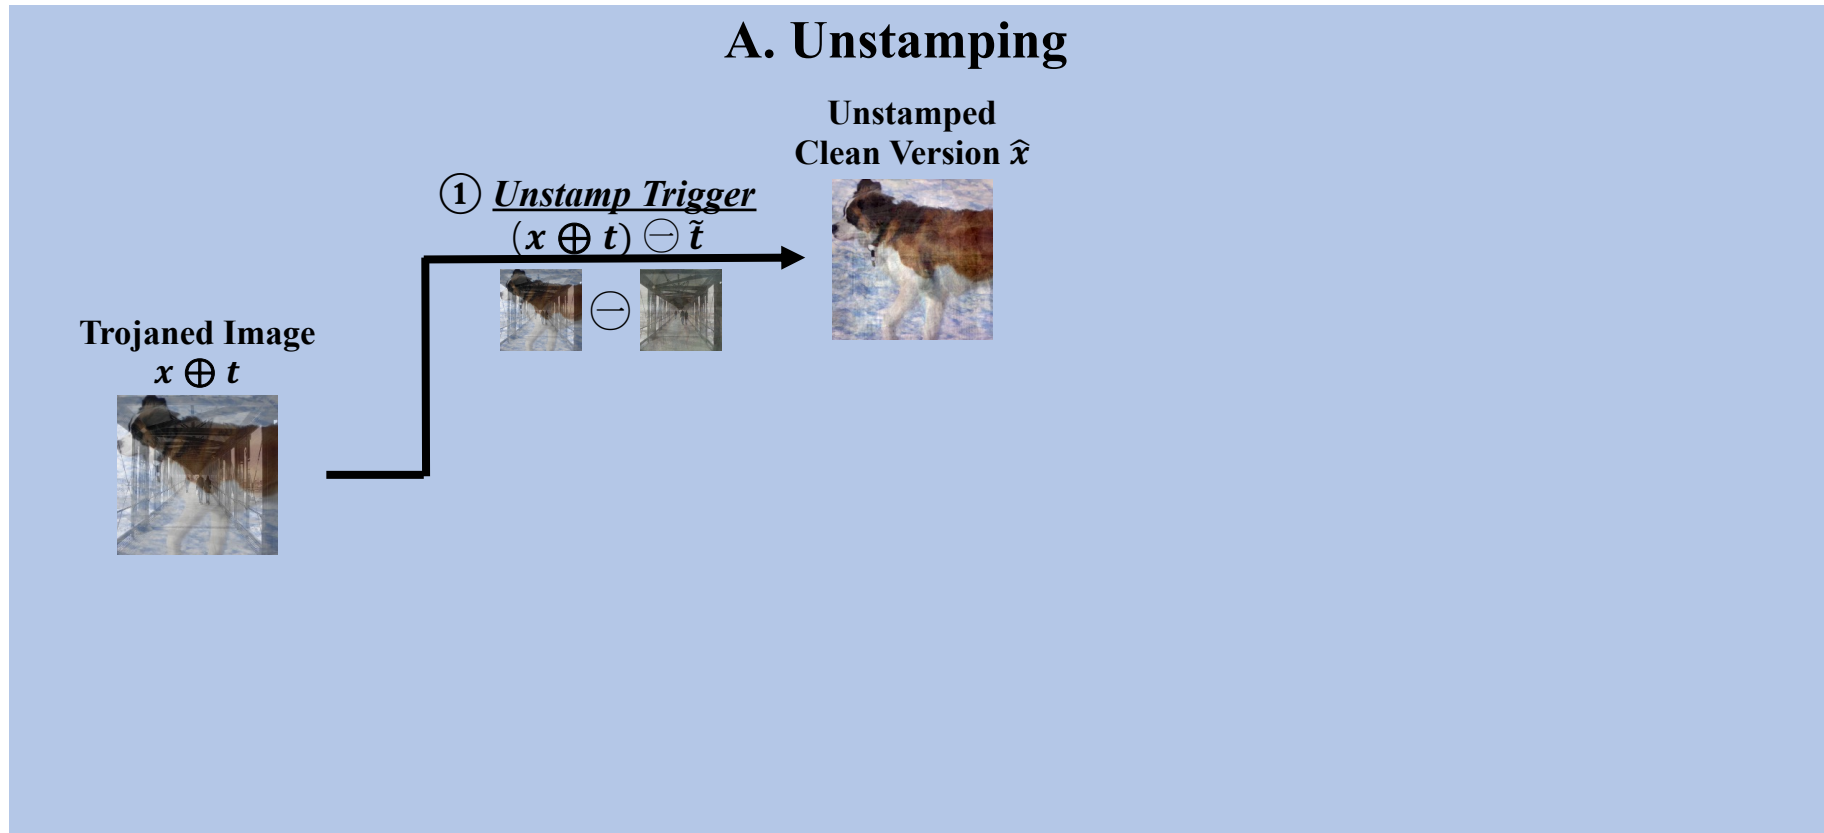 A. Unstamping
Unstamped
Clean Version x̂
① Unstamp Trigger
(x ⊕ t) ⊖ t̃
⊖
Trojaned Image
x ⊕ t